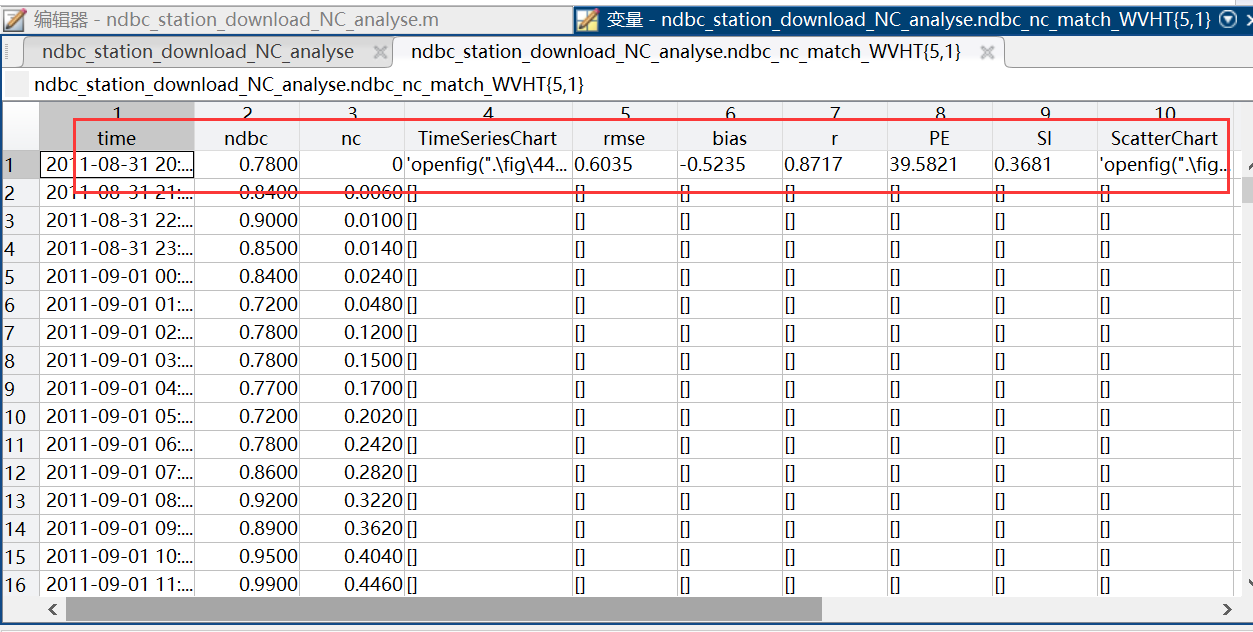 编辑器 - ndbc_station_download_NC_analyse.m 变量 - ndbc_station_download_NC_analyse.ndbc_nc_match_WVHT{5,1}
ndbc_station_download_NC_analyse ndbc_station_download_NC_analyse.ndbc_nc_match_WVHT{5,1}
ndbc_station_download_NC_analyse.ndbc_nc_match_WVHT{5,1}
1 2 3 4 5 6 7 8 9 10
time ndbc nc TimeSeriesChart rmse bias r PE SI ScatterChart
1 2011-08-31 20:... 0.7800 0 'openfig(".\fig\44... 0.6035 -0.5235 0.8717 39.5821 0.3681 'openfig(".\fig...
2 2011-08-31 21:... 0.8400 0.0060 [] [] [] [] [] [] []
3 2011-08-31 22:... 0.9000 0.0100 [] [] [] [] [] [] []
4 2011-08-31 23:... 0.8500 0.0140 [] [] [] [] [] [] []
5 2011-09-01 00:... 0.8400 0.0240 [] [] [] [] [] [] []
6 2011-09-01 01:... 0.7200 0.0480 [] [] [] [] [] [] []
7 2011-09-01 02:... 0.7800 0.1200 [] [] [] [] [] [] []
8 2011-09-01 03:... 0.7800 0.1500 [] [] [] [] [] [] []
9 2011-09-01 04:... 0.7700 0.1700 [] [] [] [] [] [] []
10 2011-09-01 05:... 0.7200 0.2020 [] [] [] [] [] [] []
11 2011-09-01 06:... 0.7800 0.2420 [] [] [] [] [] [] []
12 2011-09-01 07:... 0.8600 0.2820 [] [] [] [] [] [] []
13 2011-09-01 08:... 0.9200 0.3220 [] [] [] [] [] [] []
14 2011-09-01 09:... 0.8900 0.3620 [] [] [] [] [] [] []
15 2011-09-01 10:... 0.9500 0.4040 [] [] [] [] [] [] []
16 2011-09-01 11:... 0.9900 0.4460 [] [] [] [] [] [] []